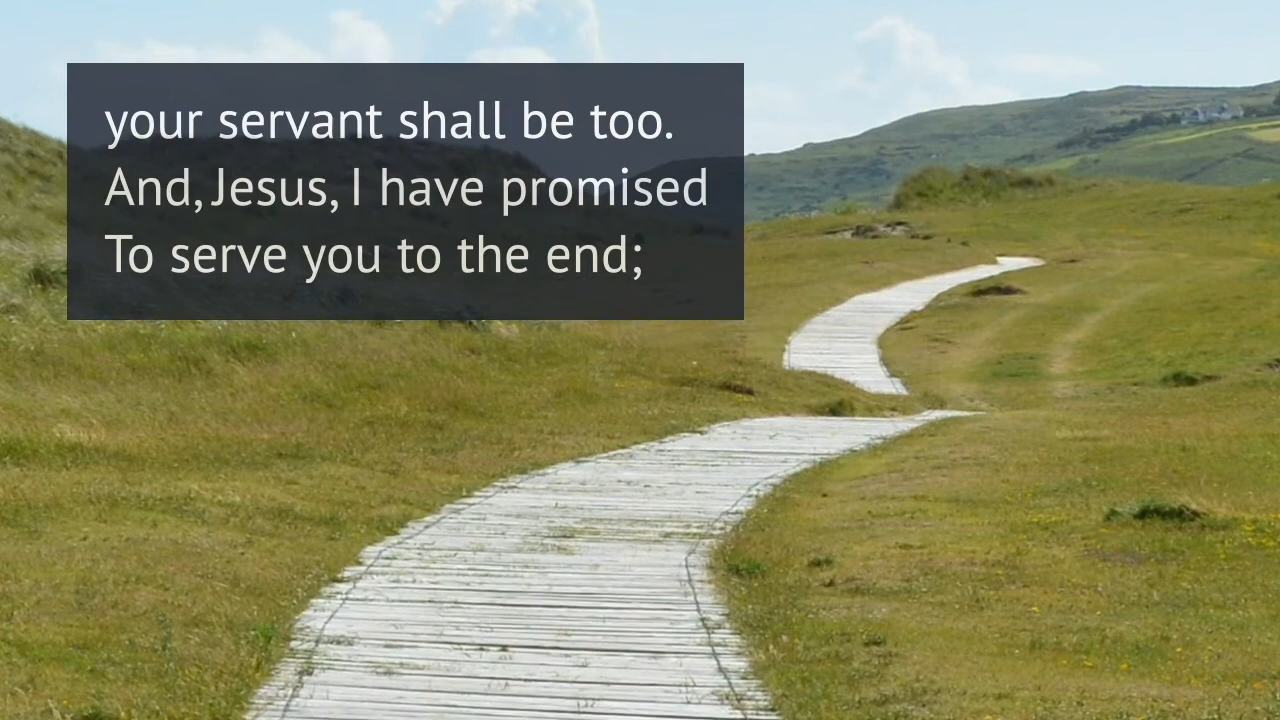 your servant shall be too.
And, Jesus, I have promised
To serve you to the end;